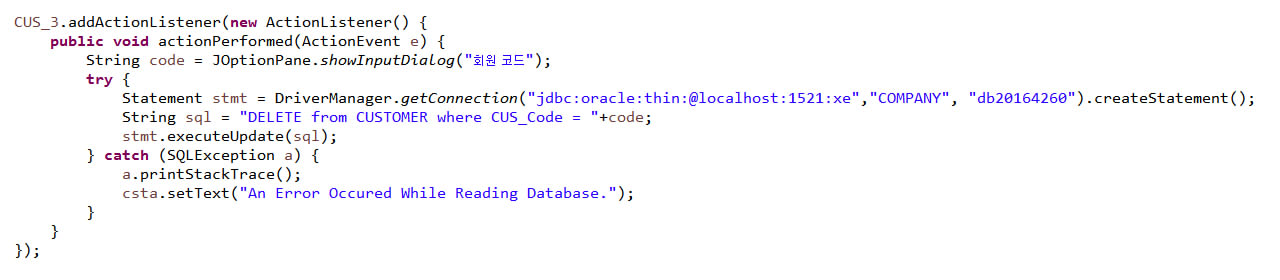 CUS_3.addActionListener(new ActionListener() {
public void actionPerformed(ActionEvent e) {
String code = JOptionPane.showInputDialog("회원 코드");
try {
Statement stmt = DriverManager.getConnection("jdbc:oracle:thin:@localhost:1521:xe","COMPANY", "db20164260").createStatement();
String sql = "DELETE from CUSTOMER where CUS_Code = "+code;
stmt.executeUpdate(sql);
} catch (SQLException a) {
a.printStackTrace();
csta.setText("An Error Occured While Reading Database.");
}
}
});